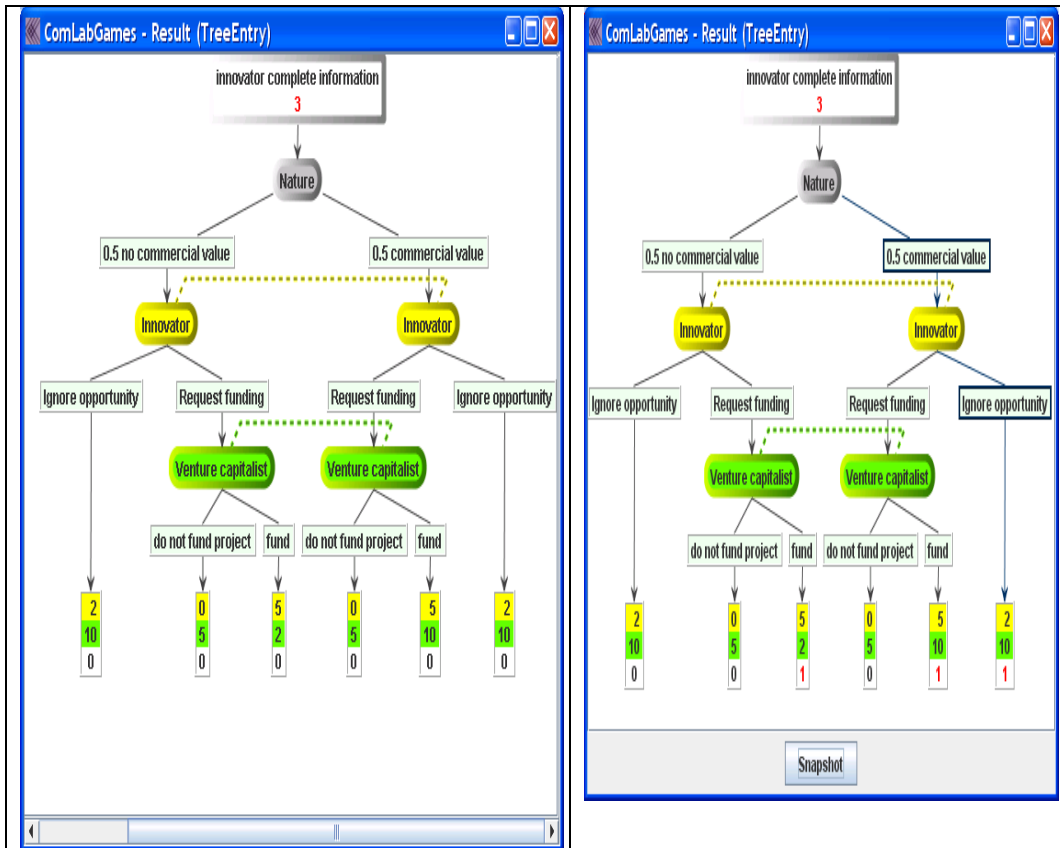 ComLabGames - Result (TreeEntry)
innovator complete information
3
Nature
0.5 no commercial value
0.5 commercial value
Innovator
Innovator
Ignore opportunity
Request funding
Request funding
Ignore opportunity
Venture capitalist
Venture capitalist
do not fund project
fund
do not fund project
fund
2
0
5
0
5
2
10
5
2
5
10
10
0
0
0
0
0
0
ComLabGames - Result (TreeEntry)
innovator complete information
3
Nature
0.5 no commercial value
0.5 commercial value
Innovator
Innovator
Ignore opportunity
Request funding
Request funding
Ignore opportunity
Venture capitalist
Venture capitalist
do not fund project
fund
do not fund project
fund
2
0
5
0
5
2
10
5
2
5
10
10
0
0
1
0
1
1
Snapshot